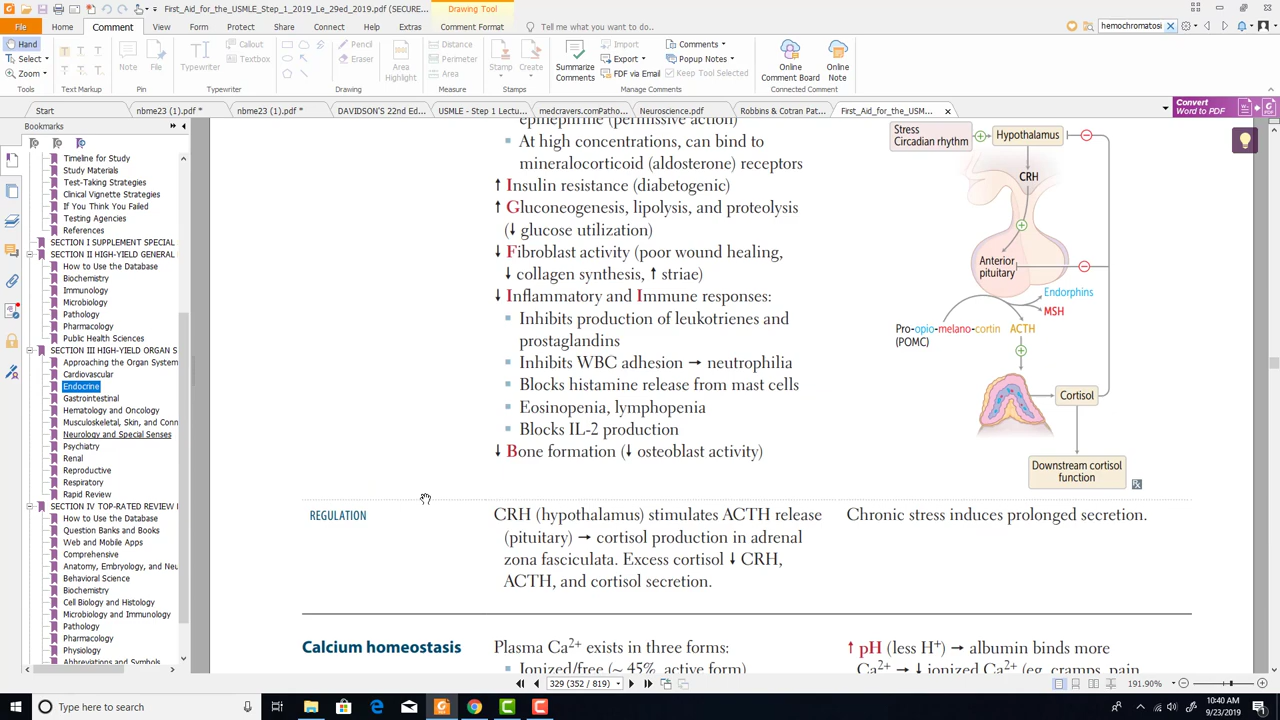 First_Aid_for_the_USMLE_Step_1_2019_Le_29ed_2019.pdf (SECURE...
Drawing Tool
File Home Comment View Form Protect Share Connect Help Extras Comment Format Tell me what you want to do... hemochromatosi
Hand
Select
Zoom
Tools
Text Markup
Note
File
Pin
Typewriter
Callout
Textbox
Typewriter
Pencil
Eraser
Area Highlight
Drawing
Distance
Perimeter
Area
Measure
Stamp
Create
Stamps
Summarize Comments
Import
Export
FDF via Email
Comments
Popup Notes
Keep Tool Selected
Manage Comments
Online Comment Board
Online Note
Connected Comment
Start nbme23 (1).pdf * nbme23 (1).pdf * DAVIDSON'S 22nd Ed... USMLE - Step 1 Lectu... medcravers.comPatho... Neuroscience.pdf Robbins & Cotran Pat... First_Aid_for_the_USM...
Convert
Word to PDF
Bookmarks
Timeline for Study
Study Materials
Test-Taking Strategies
Clinical Vignette Strategies
If You Think You Failed
Testing Agencies
References
SECTION I SUPPLEMENT SPECIAL
SECTION II HIGH-YIELD GENERAL
How to Use the Database
Biochemistry
Immunology
Microbiology
Pathology
Pharmacology
Public Health Sciences
SECTION III HIGH-YIELD ORGAN S
Approaching the Organ System
Cardiovascular
Endocrine
Gastrointestinal
Hematology and Oncology
Musculoskeletal, Skin, and Conn
Neurology and Special Senses
Psychiatry
Renal
Reproductive
Respiratory
Rapid Review
SECTION IV TOP-RATED REVIEW
How to Use the Database
Question Banks and Books
Web and Mobile Apps
Comprehensive
Anatomy, Embryology, and Neu
Behavioral Science
Biochemistry
Cell Biology and Histology
Microbiology and Immunology
Pathology
Pharmacology
Physiology
Abbreviations and Symbols
epinephrine (permissive action)
▪ At high concentrations, can bind to
mineralocorticoid (aldosterone) receptors
↑ Insulin resistance (diabetogenic)
↑ Gluconeogenesis, lipolysis, and proteolysis
(↓ glucose utilization)
↓ Fibroblast activity (poor wound healing,
↓ collagen synthesis, ↑ striae)
↓ Inflammatory and Immune responses:
▪ Inhibits production of leukotrienes and
prostaglandins
▪ Inhibits WBC adhesion → neutrophilia
▪ Blocks histamine release from mast cells
▪ Eosinopenia, lymphopenia
▪ Blocks IL-2 production
↓ Bone formation (↓ osteoblast activity)
Stress
Circadian rhythm
Hypothalamus
CRH
Anterior
pituitary
Endorphins
MSH
Pro-opio-melano-cortin ACTH
(POMC)
Cortisol
Downstream cortisol
function
REGULATION
CRH (hypothalamus) stimulates ACTH release
(pituitary) → cortisol production in adrenal
zona fasciculata. Excess cortisol ↓ CRH,
ACTH, and cortisol secretion.
Chronic stress induces prolonged secretion.
Calcium homeostasis
Plasma Ca²⁺ exists in three forms:
▪ Ionized/free (~ 45%, active form)
↑ pH (less H⁺) → albumin binds more
Ca²⁺ → ↓ ionized Ca²⁺ (eg, cramps, pain,
329 (352 / 819)
191.90%
Type here to search
10:40 AM
9/23/2019